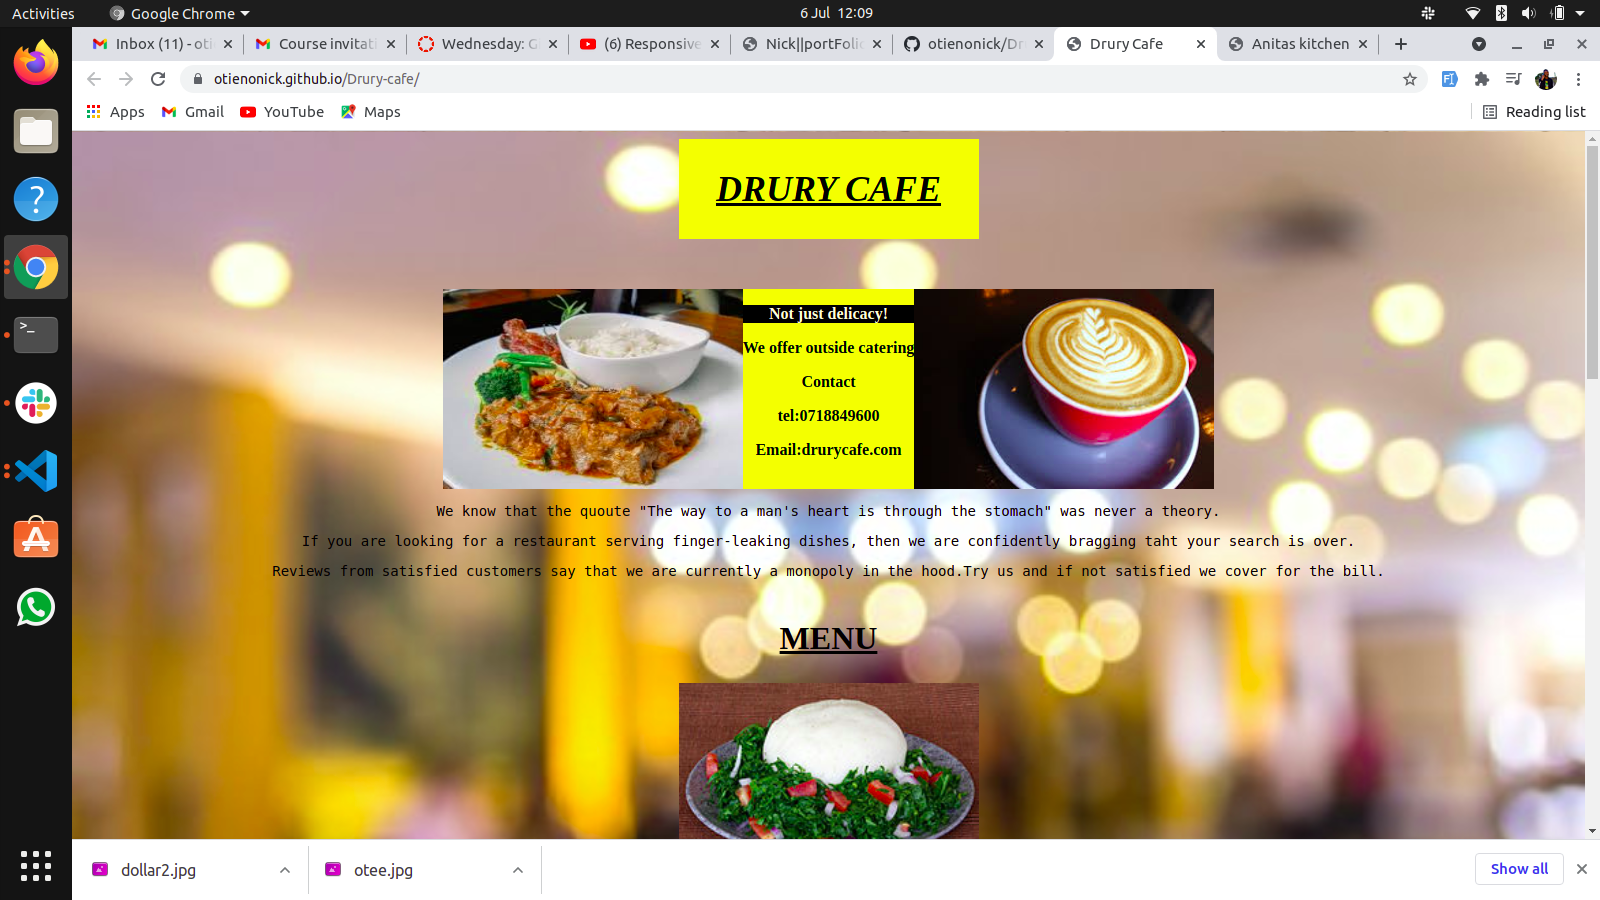 Activities
Google Chrome
6 Jul 12:09
Inbox (11) - oti
Course invitat
Wednesday: G
(6) Responsive
Nick||portFoli
otienonick/Dr
Drury Cafe
Anitas kitchen
otienonick.github.io/Drury-cafe/
Apps
Gmail
YouTube
Maps
Reading list
DRURY CAFE
Not just delicacy!
We offer outside catering
Contact
tel:0718849600
Email:drurycafe.com
We know that the quoute "The way to a man's heart is through the stomach" was never a theory.
If you are looking for a restaurant serving finger-leaking dishes, then we are confidently bragging taht your search is over.
Reviews from satisfied customers say that we are currently a monopoly in the hood.Try us and if not satisfied we cover for the bill.
MENU
dollar2.jpg
otee.jpg
Show all